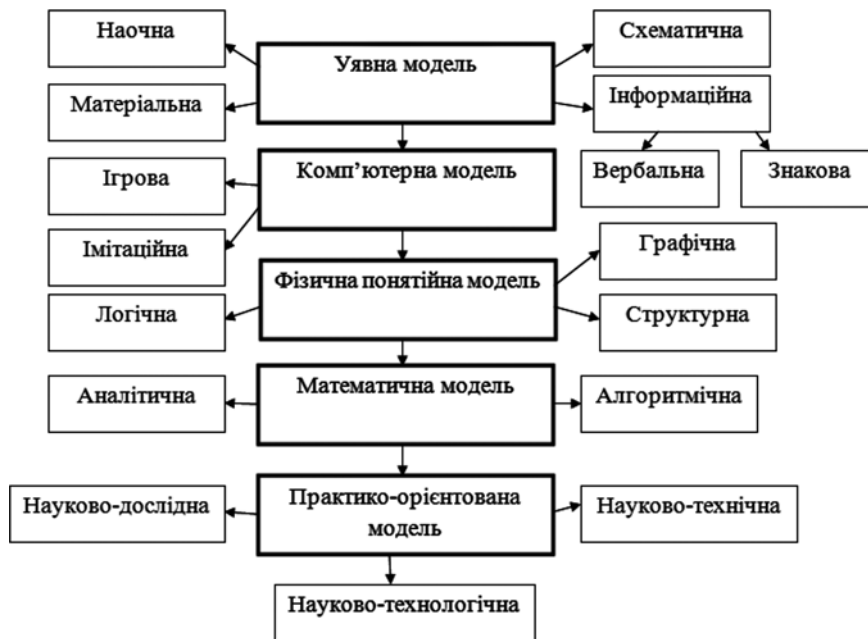 Наочна
Уявна модель
Схематична
Матеріальна
Інформаційна
Вербальна
Знакова
Комп’ютерна модель
Ігрова
Імітаційна
Графічна
Фізична понятійна модель
Логічна
Структурна
Математична модель
Аналітична
Алгоритмічна
Практико-орієнтована
модель
Науково-дослідна
Науково-технічна
Науково-технологічна